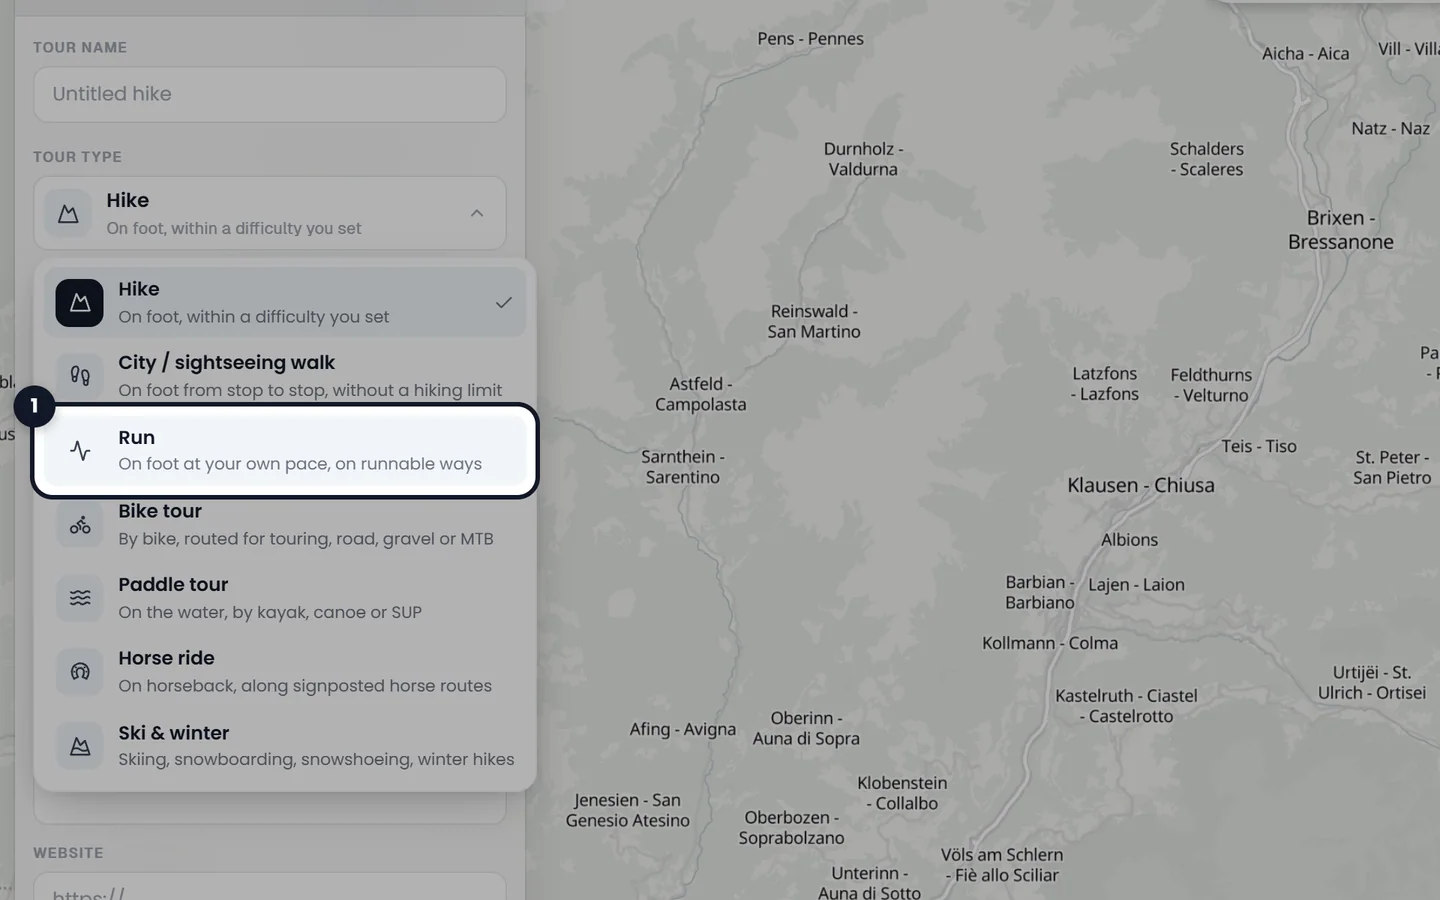 TOUR NAME
Untitled hike
TOUR TYPE
Hike
On foot, within a difficulty you set
Hike
On foot, within a difficulty you set
City / sightseeing walk
On foot from stop to stop, without a hiking limit
1
Run
On foot at your own pace, on runnable ways
Bike tour
By bike, routed for touring, road, gravel or MTB
Paddle tour
On the water, by kayak, canoe or SUP
Horse ride
On horseback, along signposted horse routes
Ski & winter
Skiing, snowboarding, snowshoeing, winter hikes
WEBSITE
https://
Pens - Pennes
Aicha - Aica
Natz - Naz
Durnholz -
Valdurna
Schalders
- Scaleres
Brixen -
Bressanone
Reinswald -
San Martino
Latzfons
- Lazfons
Feldthurns
- Velturno
Astfeld -
Campolasta
Teis - Tiso
Sarnthein -
Sarentino
St. Peter -
San Pietro
Klausen - Chiusa
Albions
Barbian -
Barbiano
Lajen - Laion
Kollmann - Colma
Urtijëi - St.
Ulrich - Ortisei
Kastelruth - Ciastel
- Castelrotto
Afing - Avigna
Oberinn -
Auna di Sopra
Klobenstein
- Collalbo
Jenesien - San
Genesio Atesino
Oberbozen -
Soprabolzano
Völs am Schlern
- Fiè allo Sciliar
Unterinn -
Auna di Sotto